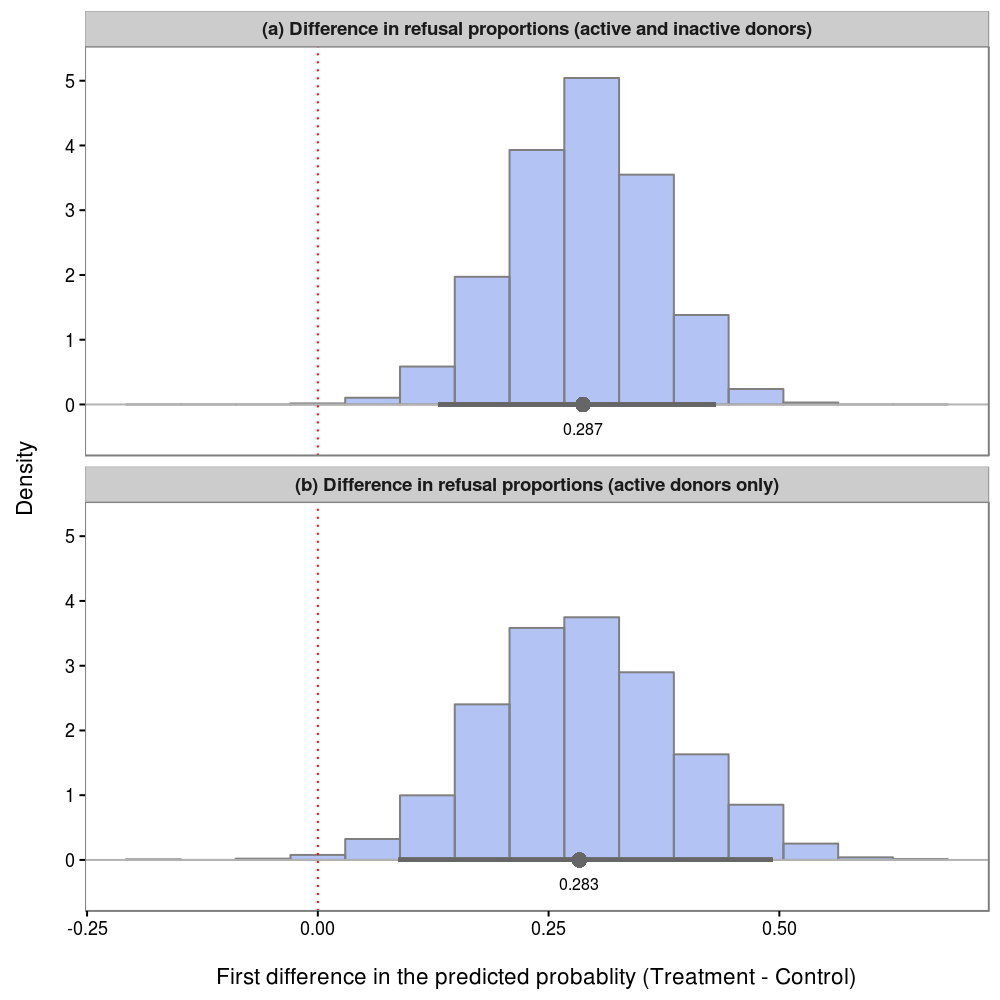 (a) Difference in refusal proportions (active and inactive donors)
5
4
3
2
1
0
0.287
Density
(b) Difference in refusal proportions (active donors only)
5
4
3
2
1
0
0.283
-0.25 0.00 0.25 0.50
First difference in the predicted probablity (Treatment - Control)